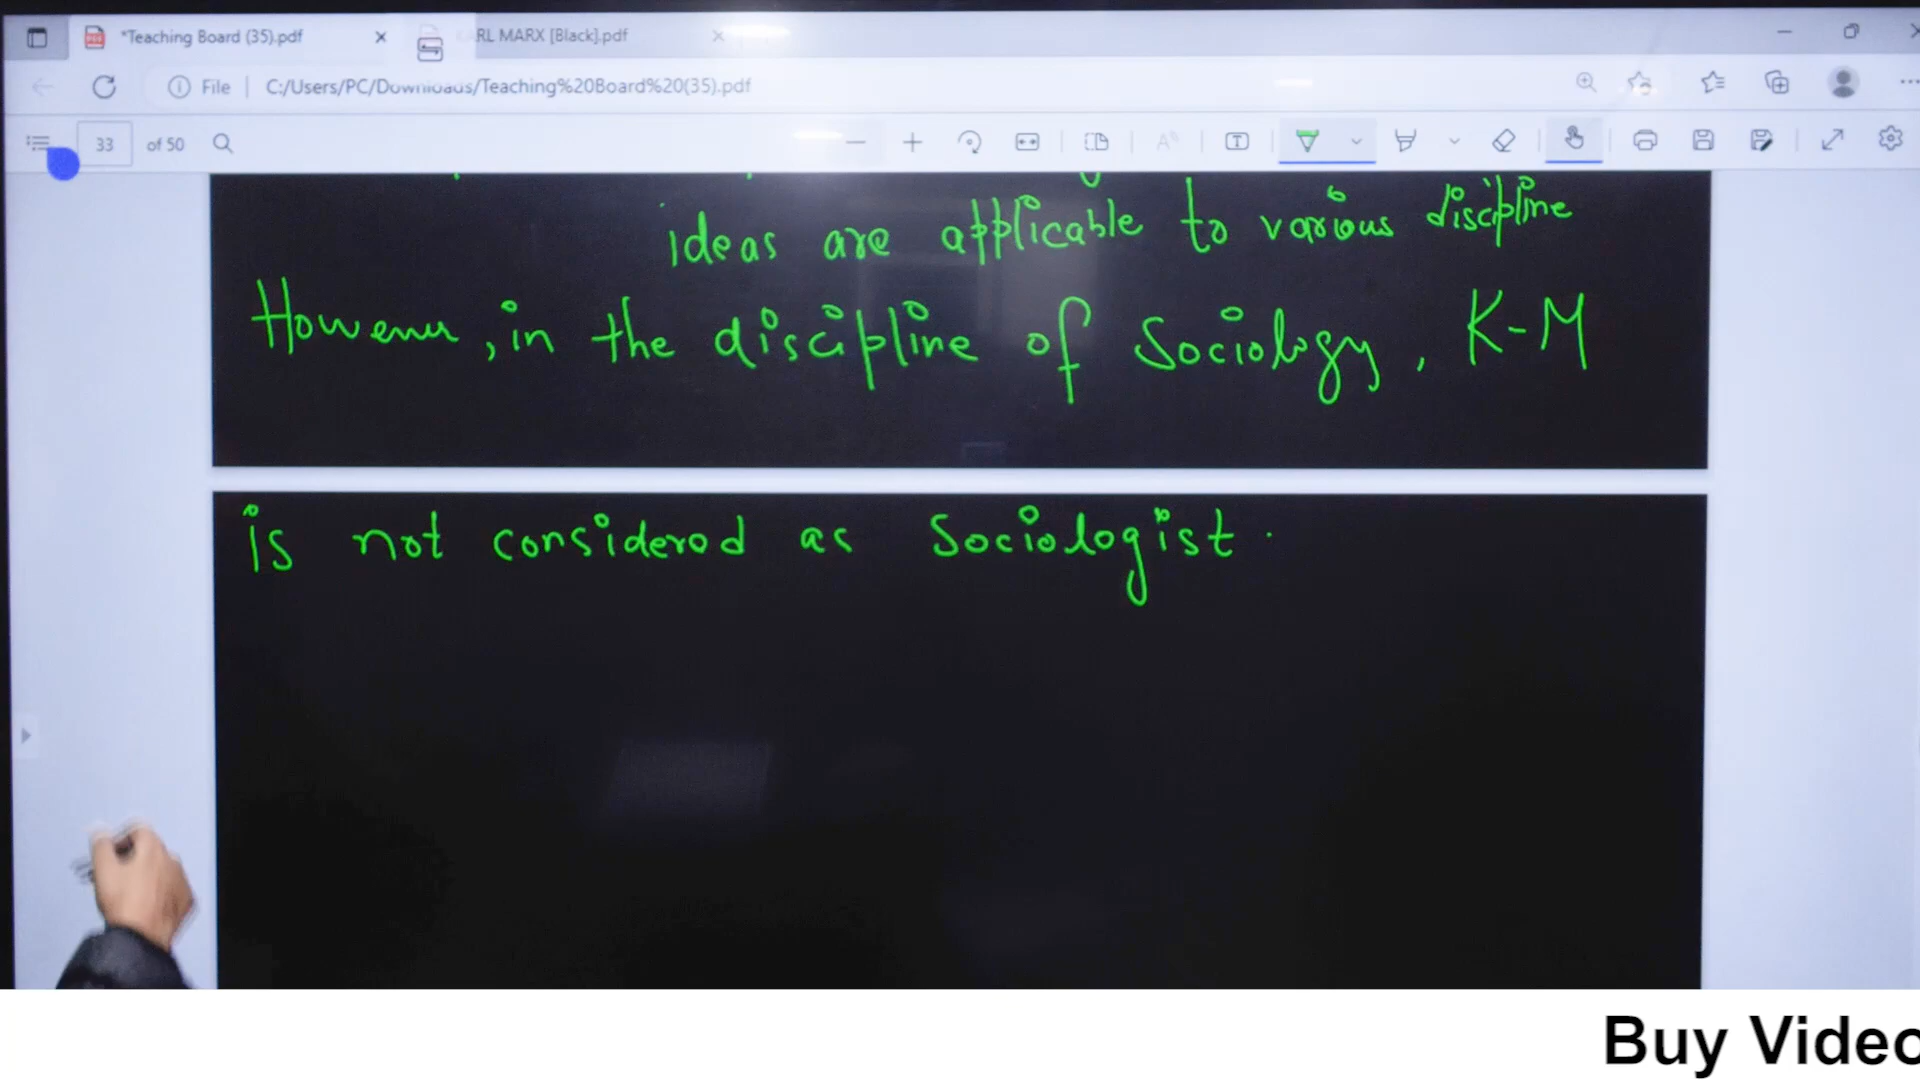 *Teaching Board (35).pdf
RL MARX [Black].pdf
File C:/Users/PC/Downloads/Teaching%20Board%20(35).pdf
33 of 50
ideas are applicable to various discipline
However, in the discipline of Sociology, K-M
is not considerod as Sociologist.
Buy Video